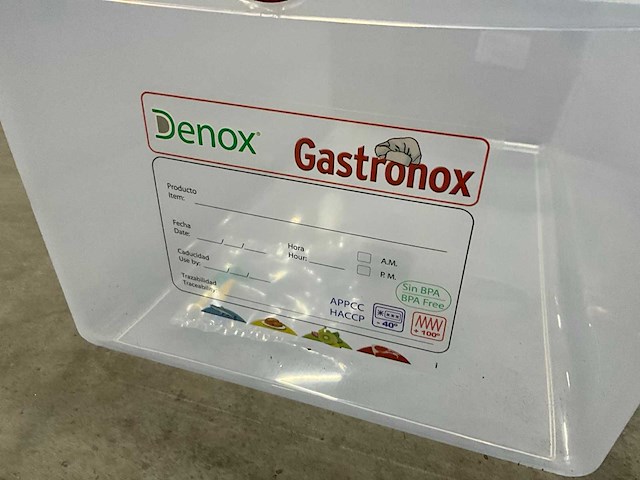 Denox®
Gastronox
Producto
Item:
Fecha
Date: / /
Hora
Hour:
A.M.
P.M.
Caducidad
Use by: / /
Trazabilidad
Traceability
Sin BPA
BPA Free
APPCC
HACCP
- 40º
+ 100º